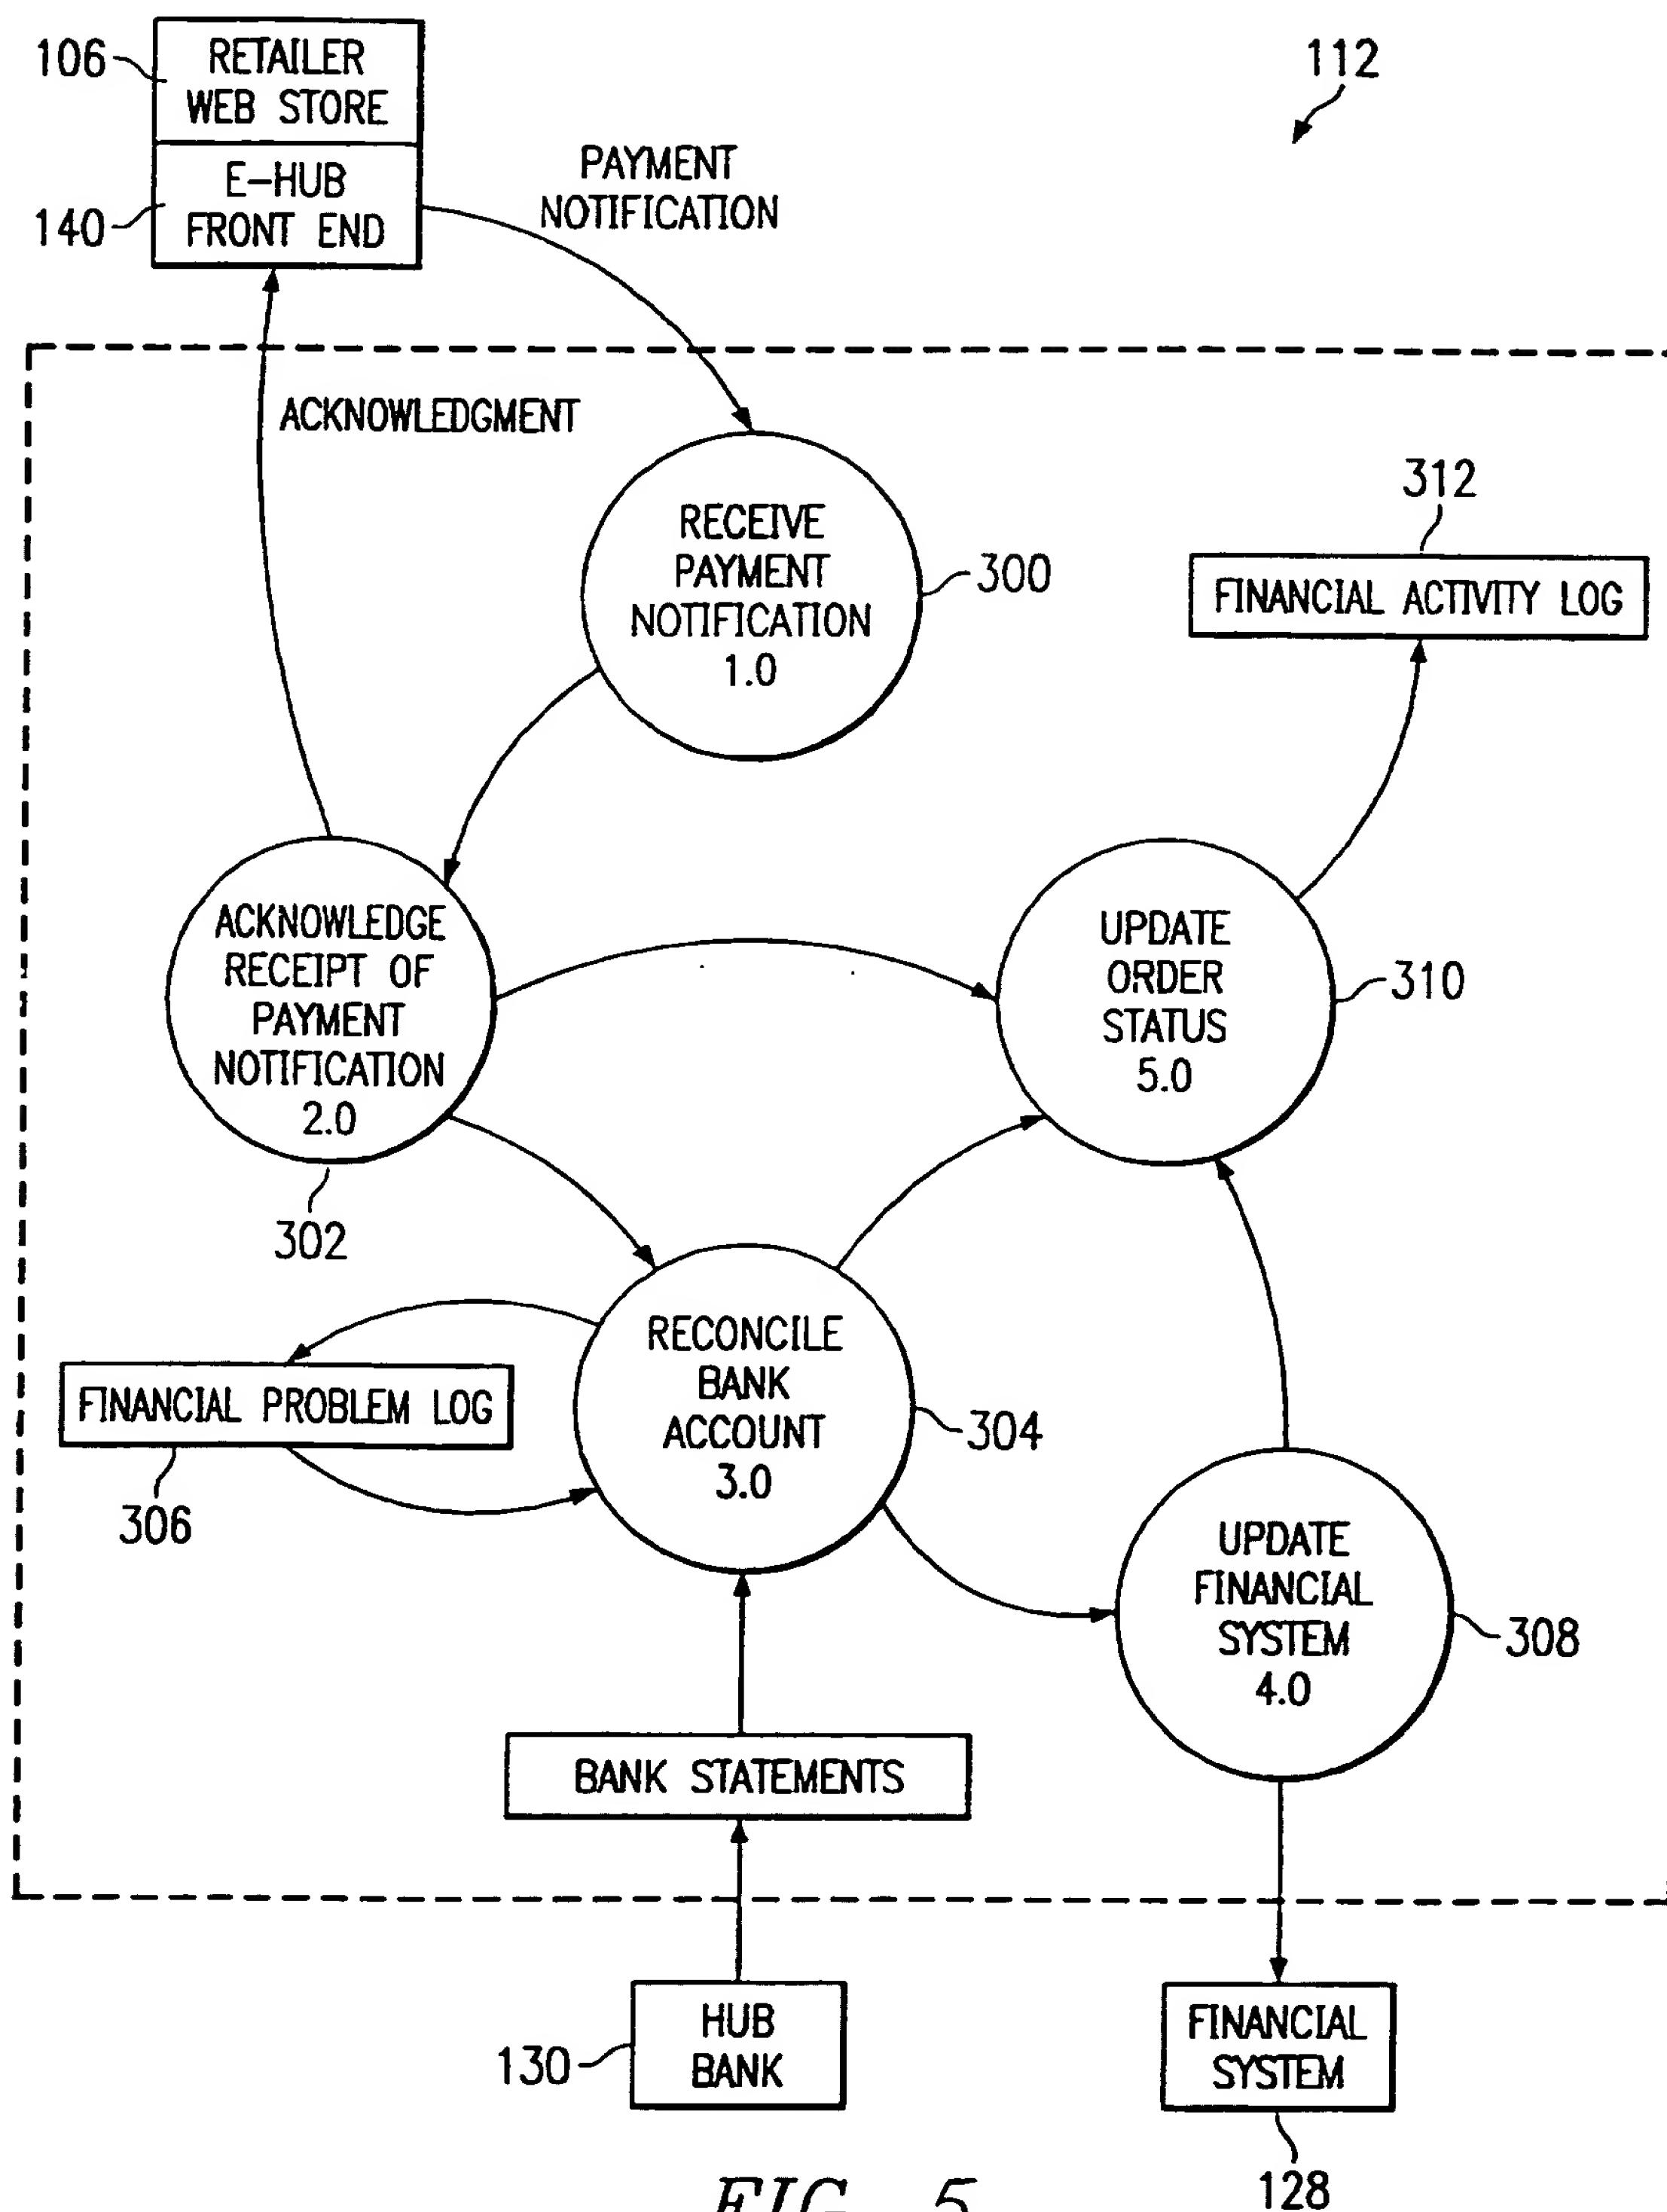 106
RETAILER
WEB STORE
112
140
E-HUB
FRONT END
PAYMENT
NOTIFICATION
ACKNOWLEDGMENT
RECEIVE
PAYMENT
NOTIFICATION
1.0
300
312
FINANCIAL ACTIVITY LOG
ACKNOWLEDGE
RECEIPT OF
PAYMENT
NOTIFICATION
2.0
302
UPDATE
ORDER
STATUS
5.0
310
FINANCIAL PROBLEM LOG
306
RECONCILE
BANK
ACCOUNT
3.0
304
UPDATE
FINANCIAL
SYSTEM
4.0
308
BANK STATEMENTS
130
HUB
BANK
FINANCIAL
SYSTEM
128
FIG. 5